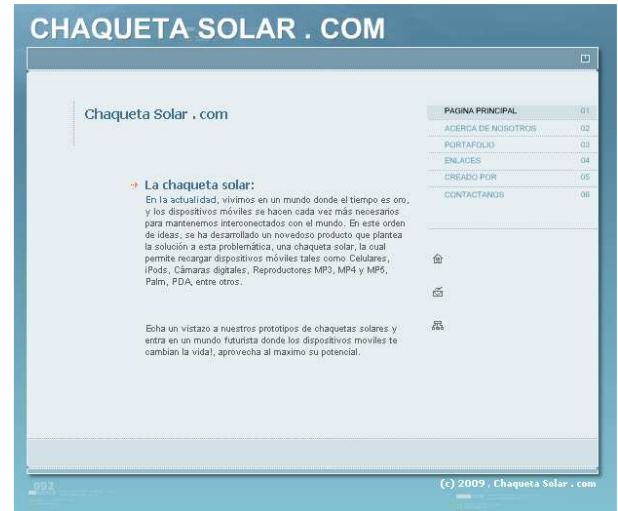 CHAQUETA SOLAR . COM
Chaqueta Solar . com
PAGINA PRINCIPAL 01
ACERCA DE NOSOTROS 02
PORTAFOLIO 03
ENLACES 04
CREADO POR 05
CONTACTANOS 06
La chaqueta solar:
En la actualidad, vivimos en un mundo donde el tiempo es oro,
y los dispositivos móviles se hacen cada vez más necesarios
para mantenernos interconectados con el mundo. En este orden
de ideas, se ha desarrollado un novedoso producto que plantea
la solución a esta problemática, una chaqueta solar, la cual
permite recargar dispositivos móviles tales como Celulares,
iPods, Cámaras digitales, Reproductores MP3, MP4 y MP5,
Palm, PDA, entre otros.
Echa un vistazo a nuestros prototipos de chaquetas solares y
entra en un mundo futurista donde los dispositivos moviles te
cambian la vida!, aprovecha al maximo su potencial.
092
(c) 2009 , Chaqueta Solar . com